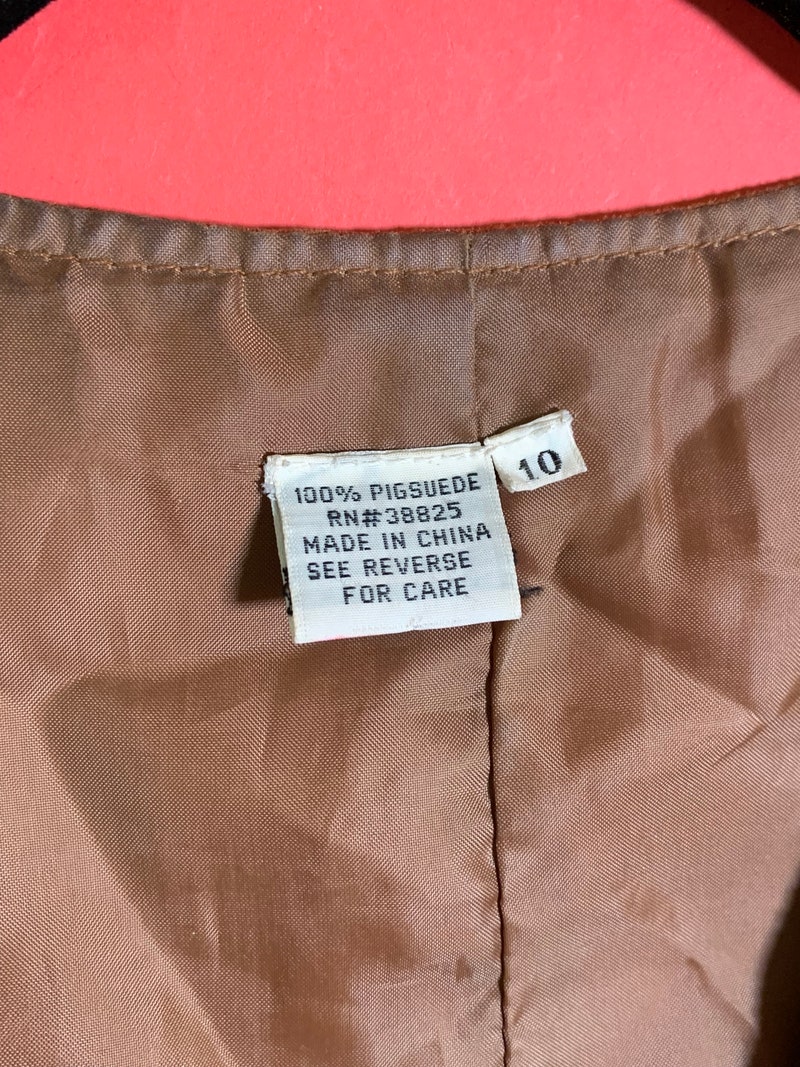 100% PIGSUEDE
RN#38825
MADE IN CHINA
SEE REVERSE
FOR CARE
10